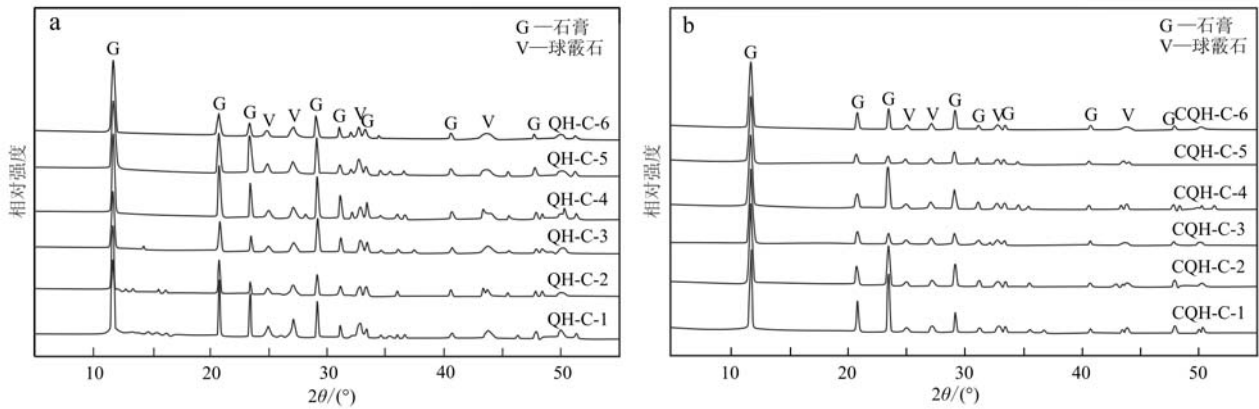 a
G —石膏
V—球霰石
G
G
G
V
V
G
G
V
G
G
V
G
QH-C-6
QH-C-5
QH-C-4
QH-C-3
QH-C-2
QH-C-1
相对强度
10
20
30
40
50
2θ/(°)
b
G —石膏
V—球霰石
G
G
G
V
V
G
G
V
G
G
V
G
CQH-C-6
CQH-C-5
CQH-C-4
CQH-C-3
CQH-C-2
CQH-C-1
相对强度
10
20
30
40
50
2θ/(°)